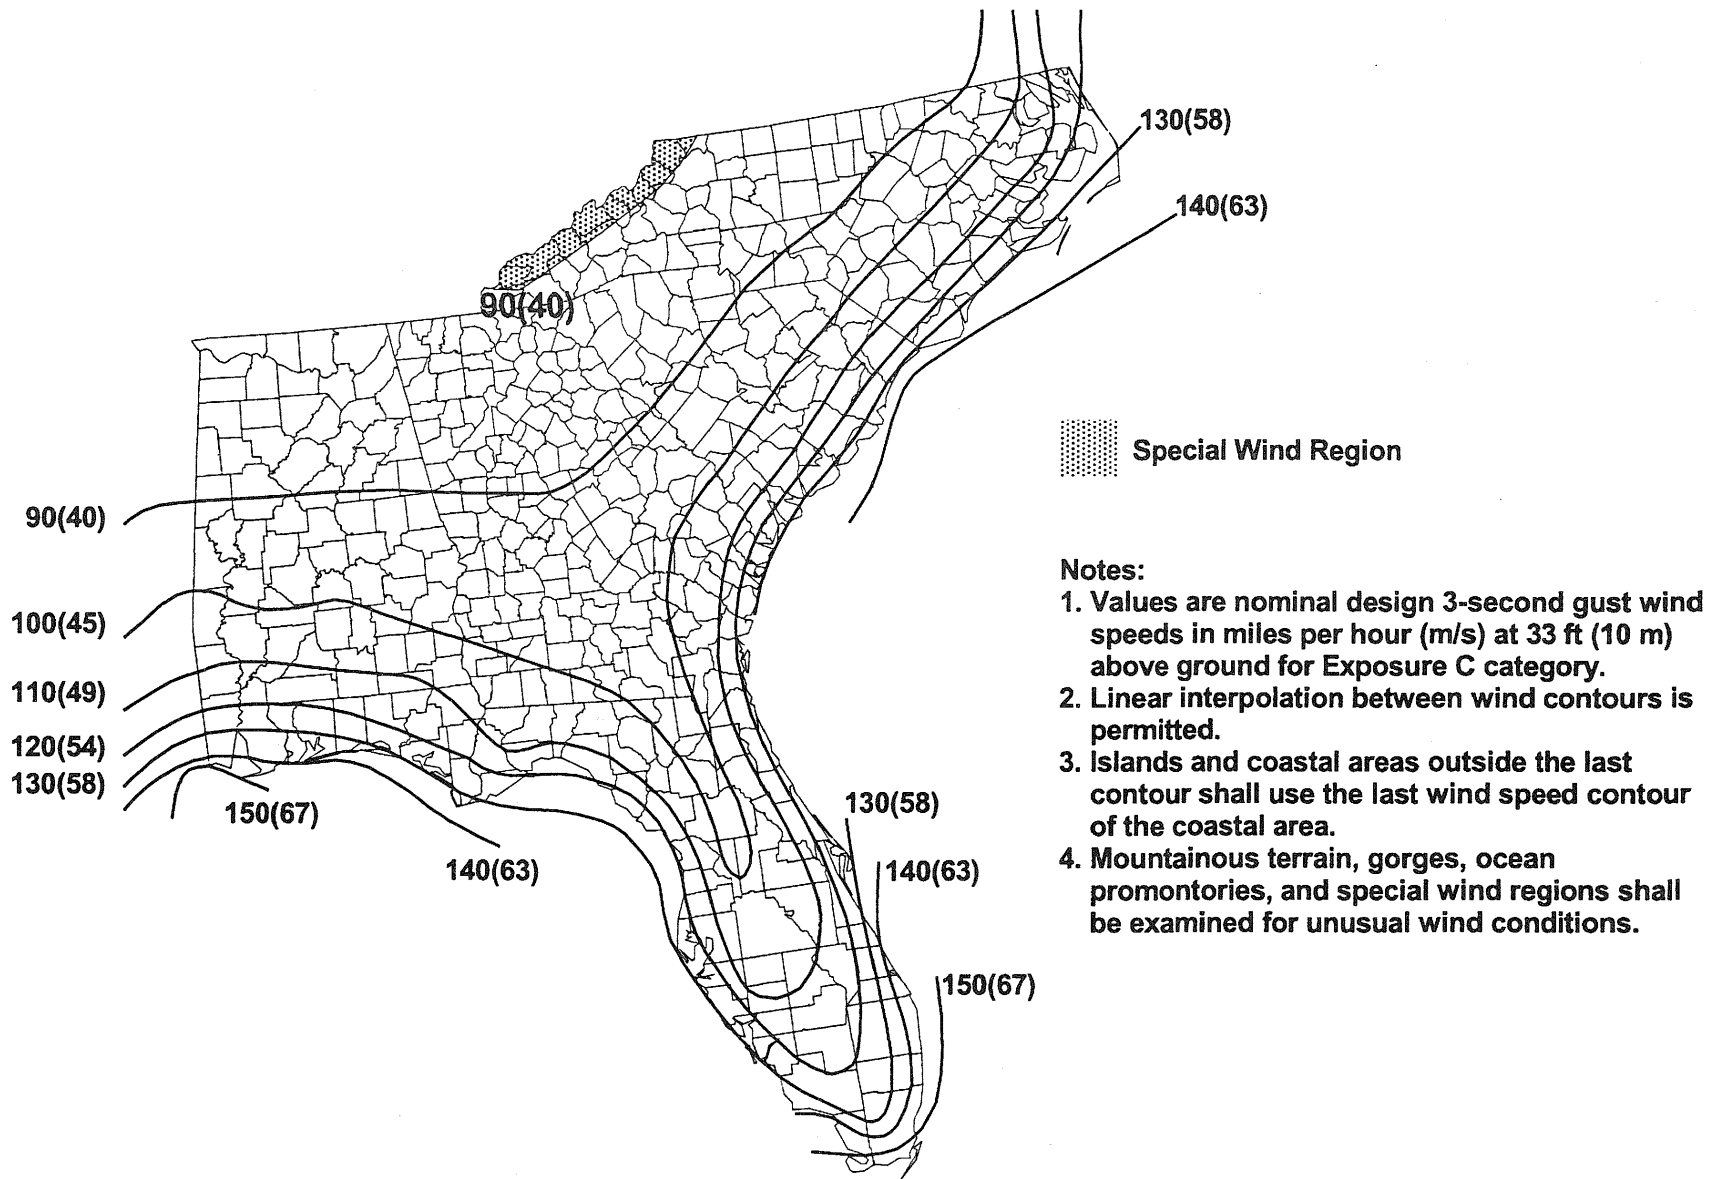 130(58)
140(63)
90(40)
90(40)
100(45)
110(49)
120(54)
130(58)
150(67)
140(63)
130(58)
140(63)
150(67)
Special Wind Region
Notes:
1. Values are nominal design 3-second gust wind
speeds in miles per hour (m/s) at 33 ft (10 m)
above ground for Exposure C category.
2. Linear interpolation between wind contours is
permitted.
3. Islands and coastal areas outside the last
contour shall use the last wind speed contour
of the coastal area.
4. Mountainous terrain, gorges, ocean
promontories, and special wind regions shall
be examined for unusual wind conditions.